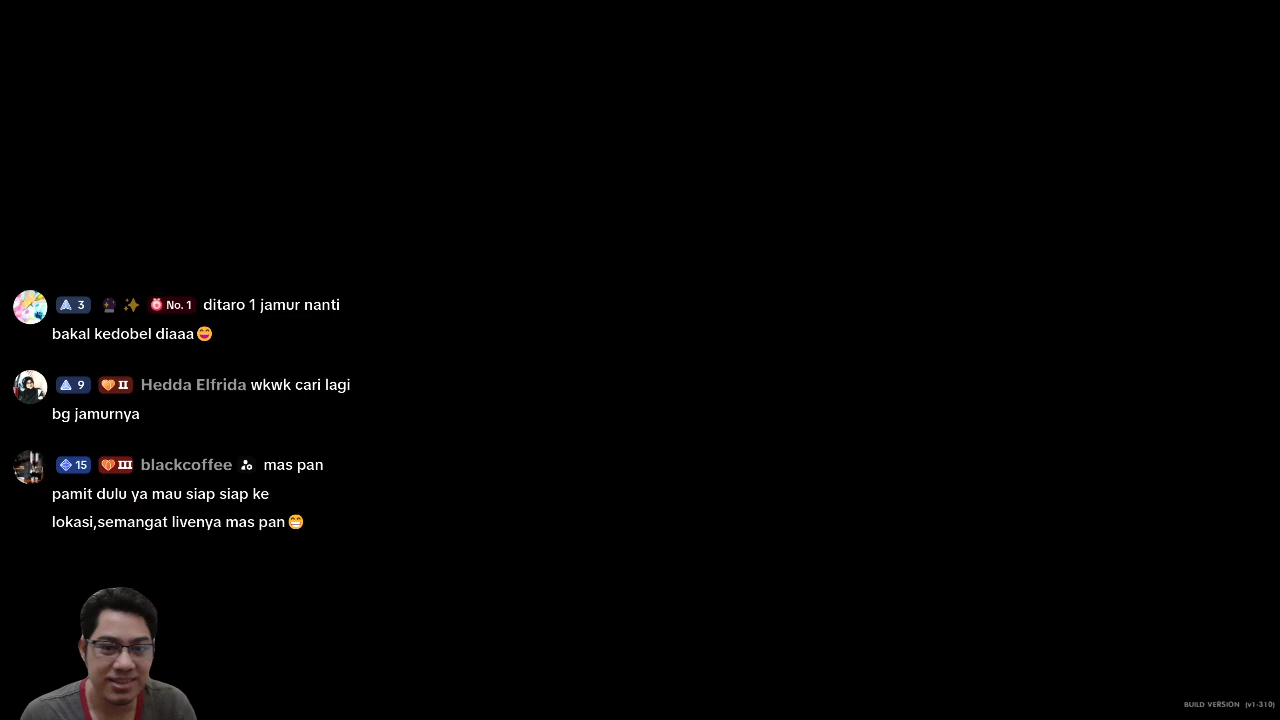 3 No. 1 ditaro 1 jamur nanti
bakal kedobel diaaa😄
9 II Hedda Elfrida wkwk cari lagi
bg jamurnya
15 III blackcoffee mas pan
pamit dulu ya mau siap siap ke
lokasi,semangat livenya mas pan😁
BUILD VERSION (v1-310)